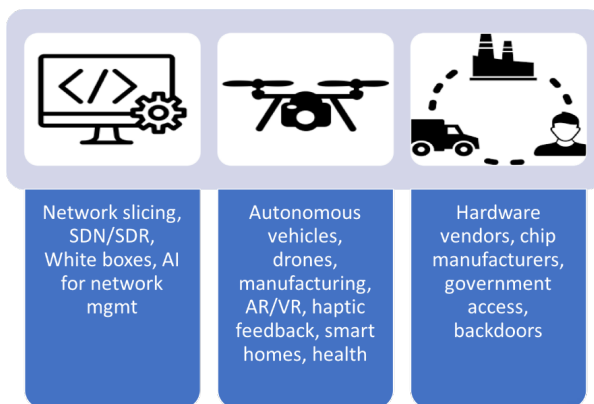 </>
Network slicing,
SDN/SDR,
White boxes, AI
for network
mgmt
Autonomous
vehicles,
drones,
manufacturing,
AR/VR, haptic
feedback, smart
homes, health
Hardware
vendors, chip
manufacturers,
government
access,
backdoors